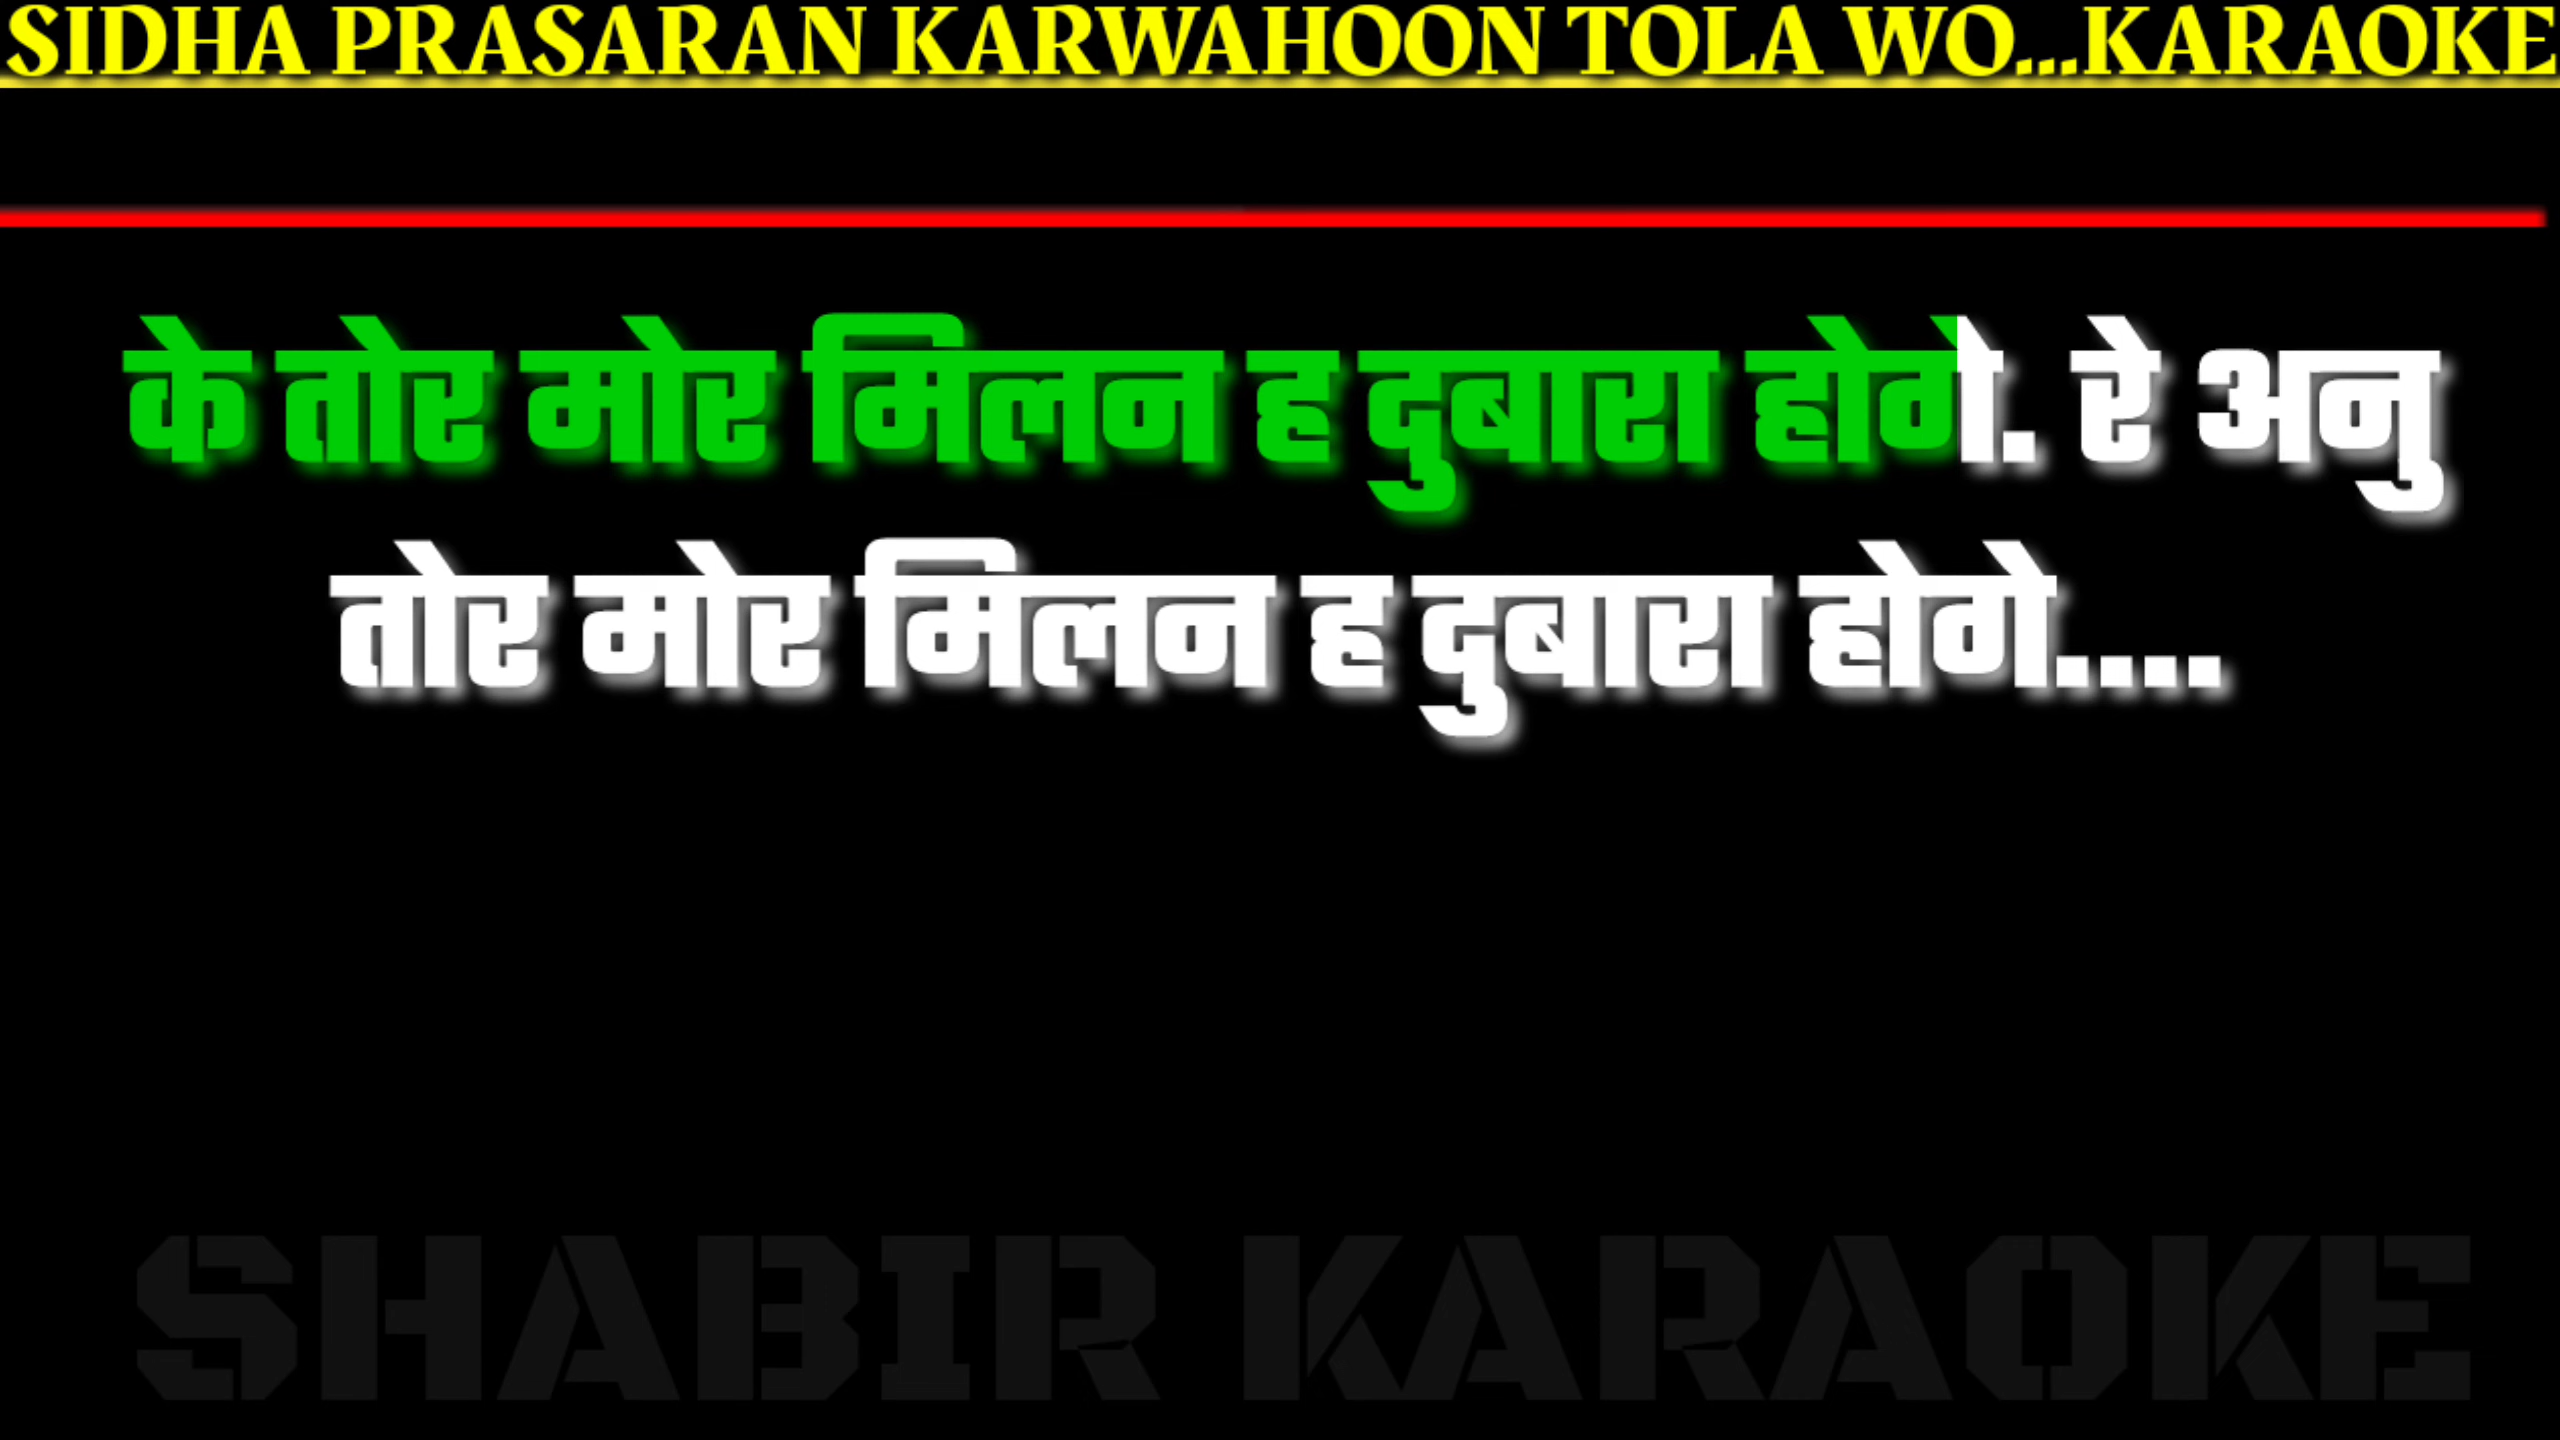 SIDHA PRASARAN KARWAHOON TOLA WO...KARAOKE
के तोर मोर मिलन ह दुबारा होगे. रे अनु
तोर मोर मिलन ह दुबारा होगे....
SHABIR KARAOKE